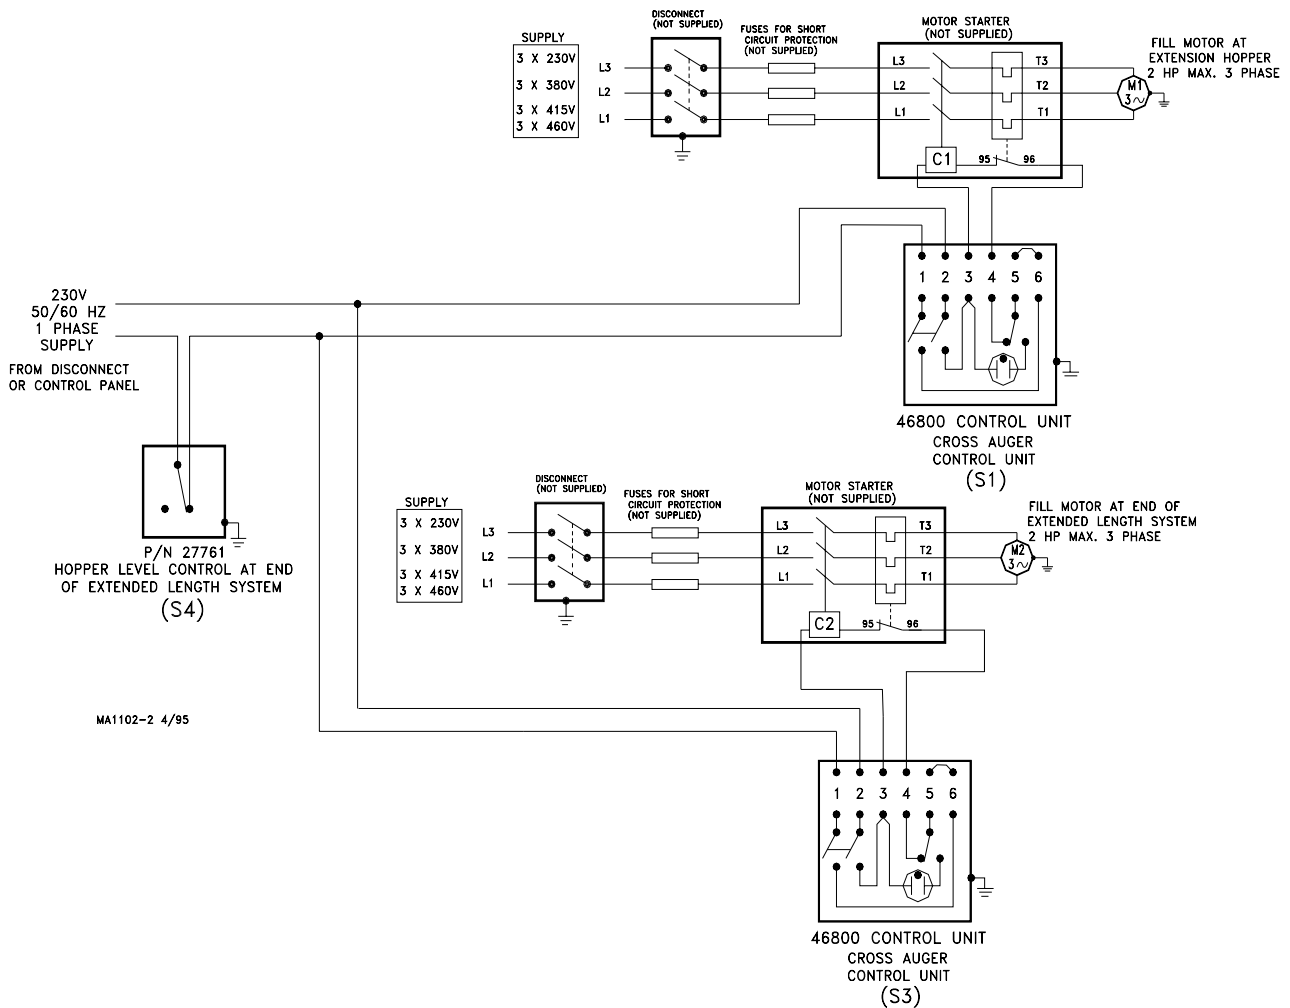 DISCONNECT
(NOT SUPPLIED)
SUPPLY
3 X 230V
3 X 380V
3 X 415V
3 X 460V
L3
L2
L1
FUSES FOR SHORT
CIRCUIT PROTECTION
(NOT SUPPLIED)
MOTOR STARTER
(NOT SUPPLIED)
L3
L2
L1
T3
T2
T1
C1
95
96
M1
3~
FILL MOTOR AT
EXTENSION HOPPER
2 HP MAX. 3 PHASE
1 2 3 4 5 6
46800 CONTROL UNIT
CROSS AUGER
CONTROL UNIT
(S1)
230V
50/60 HZ
1 PHASE
SUPPLY
FROM DISCONNECT
OR CONTROL PANEL
P/N 27761
HOPPER LEVEL CONTROL AT END
OF EXTENDED LENGTH SYSTEM
(S4)
DISCONNECT
(NOT SUPPLIED)
SUPPLY
3 X 230V
3 X 380V
3 X 415V
3 X 460V
L3
L2
L1
FUSES FOR SHORT
CIRCUIT PROTECTION
(NOT SUPPLIED)
MOTOR STARTER
(NOT SUPPLIED)
L3
L2
L1
T3
T2
T1
C2
95
96
M2
3~
FILL MOTOR AT END OF
EXTENDED LENGTH SYSTEM
2 HP MAX. 3 PHASE
MA1102-2 4/95
1 2 3 4 5 6
46800 CONTROL UNIT
CROSS AUGER
CONTROL UNIT
(S3)